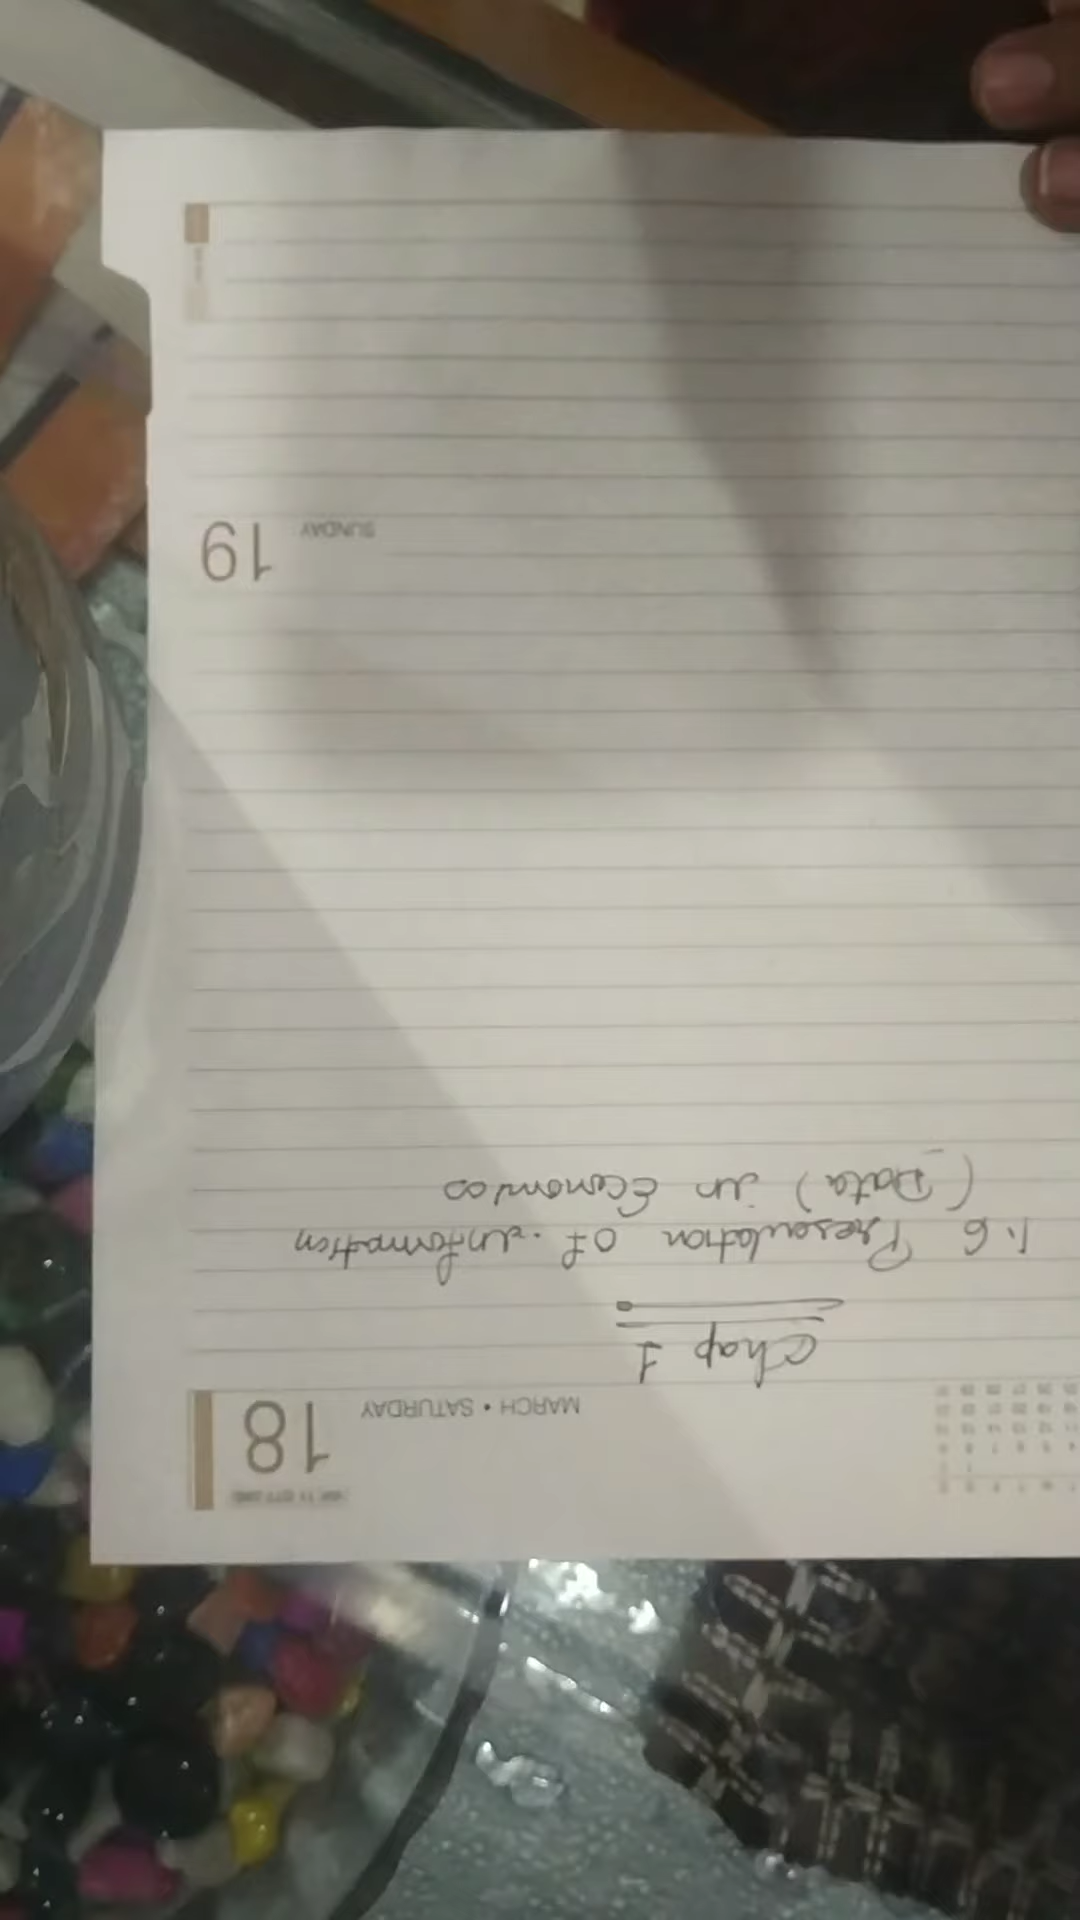 18
MARCH • SATURDAY
Chap 1
1.6 Presentation of Information
(Data) in Economics
19
SUNDAY